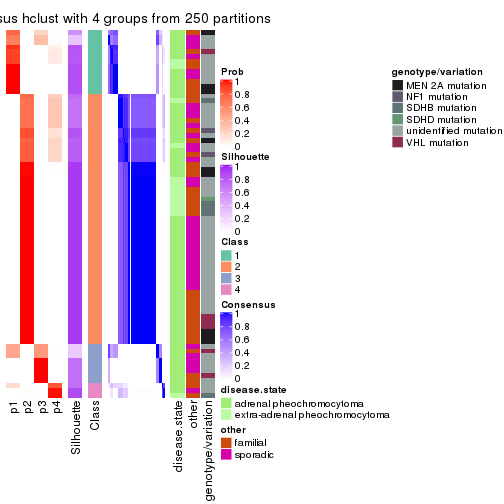 sus hclust with 4 groups from 250 partitions
Prob
1
0.8
0.6
0.4
0.2
0
Silhouette
1
0.8
0.6
0.4
0.2
0
Class
1
2
3
4
Consensus
1
0.8
0.6
0.4
0.2
0
disease.state
adrenal pheochromocytoma
extra-adrenal pheochromocytoma
other
familial
sporadic
genotype/variation
MEN 2A mutation
NF1 mutation
SDHB mutation
SDHD mutation
unidentified mutation
VHL mutation
p1
p2
p3
p4
Silhouette
Class
disease.state
other
genotype/variation